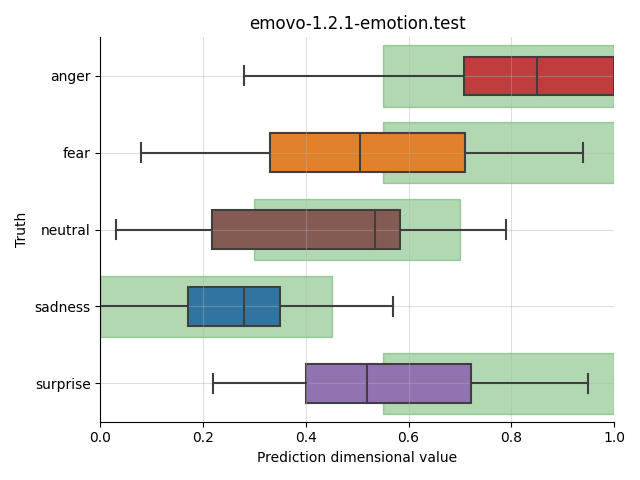 emovo-1.2.1-emotion.test
anger
fear
neutral
sadness
surprise
Truth
0.0 0.2 0.4 0.6 0.8 1.0
Prediction dimensional value